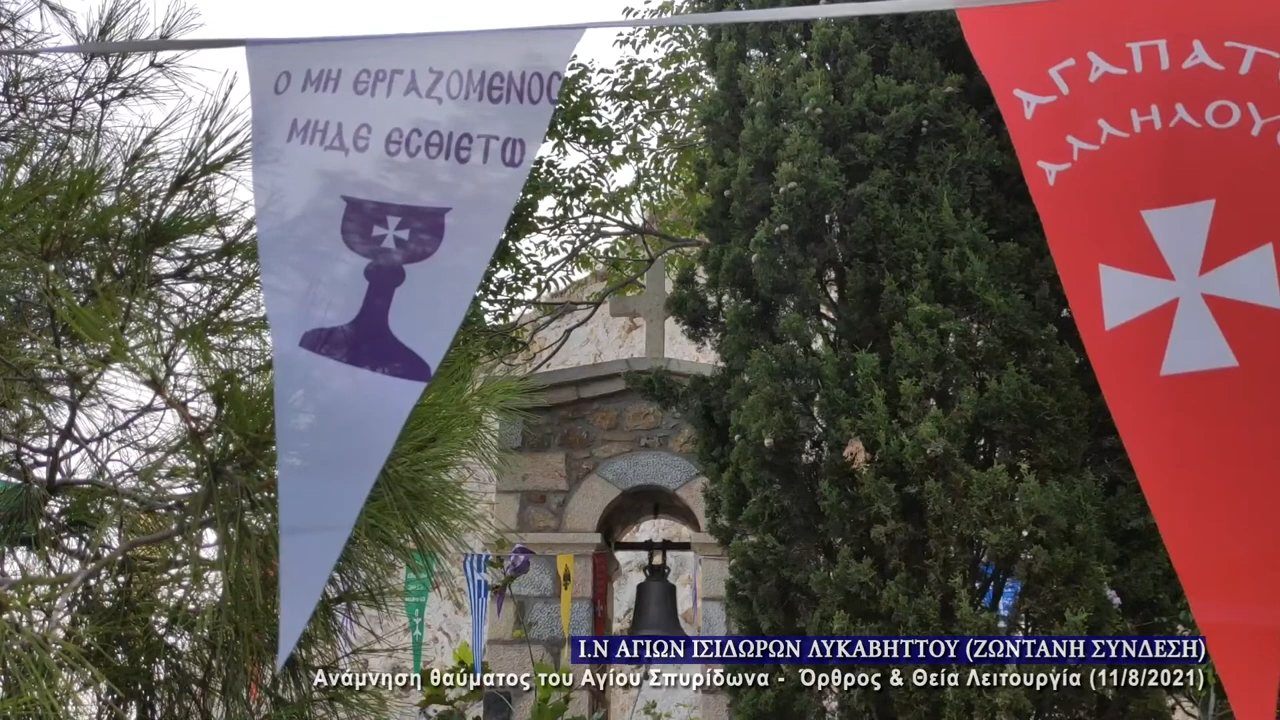 Ο ΜΗ ΕΡΓΑΖΟΜΕΝΟΣ
ΜΗΔΕ ΕΣΘΙΕΤΩ
ΑΓΑΠΑΤ
ΑΛΛΗΛΟΥ
Ι.Ν ΑΓΙΩΝ ΙΣΙΔΩΡΩΝ ΛΥΚΑΒΗΤΤΟΥ (ΖΩΝΤΑΝΗ ΣΥΝΔΕΣΗ)
Ανάμνηση θαύματος του Αγίου Σπυρίδωνα - Όρθρος & Θεία Λειτουργία (11/8/2021)